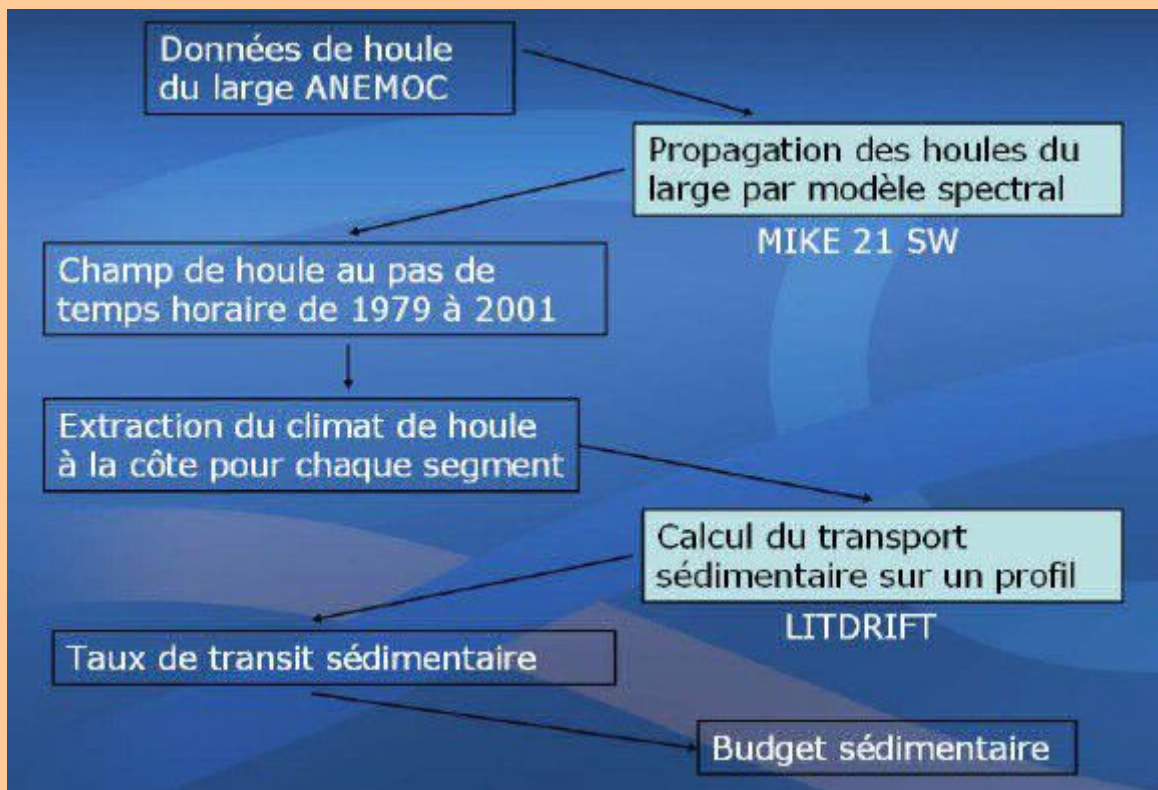 Données de houle
du large ANEMOC
Propagation des houles du
large par modèle spectral
MIKE 21 SW
Champ de houle au pas de
temps horaire de 1979 à 2001
Extraction du climat de houle
à la côte pour chaque segment
Calcul du transport
sédimentaire sur un profil
LITDRIFT
Taux de transit sédimentaire
Budget sédimentaire